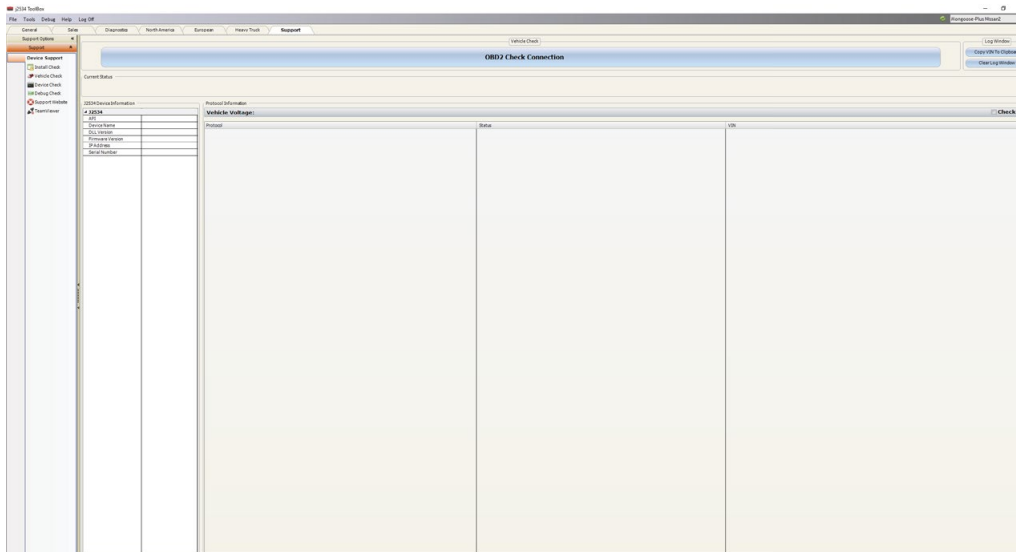 j2534 ToolBox
File Tools Debug Help Log Off
Mongoose-Plus
General Sales Diagnostics North America European Heavy Truck Support
Support Options
Support
Device Support
Install Check
Vehicle Check
Device Check
Debug Check
Support Website
TeamViewer
Vehicle Check
OBD2 Check Connection
Log Window
Copy VIN To
Clear Log Window
Current Status
J2534 Device Information
J2534
API
Device Name
DLL Version
Firmware Version
IP Address
Serial Number
Protocol Information
Vehicle Voltage:
Check
Protocol Status VIN